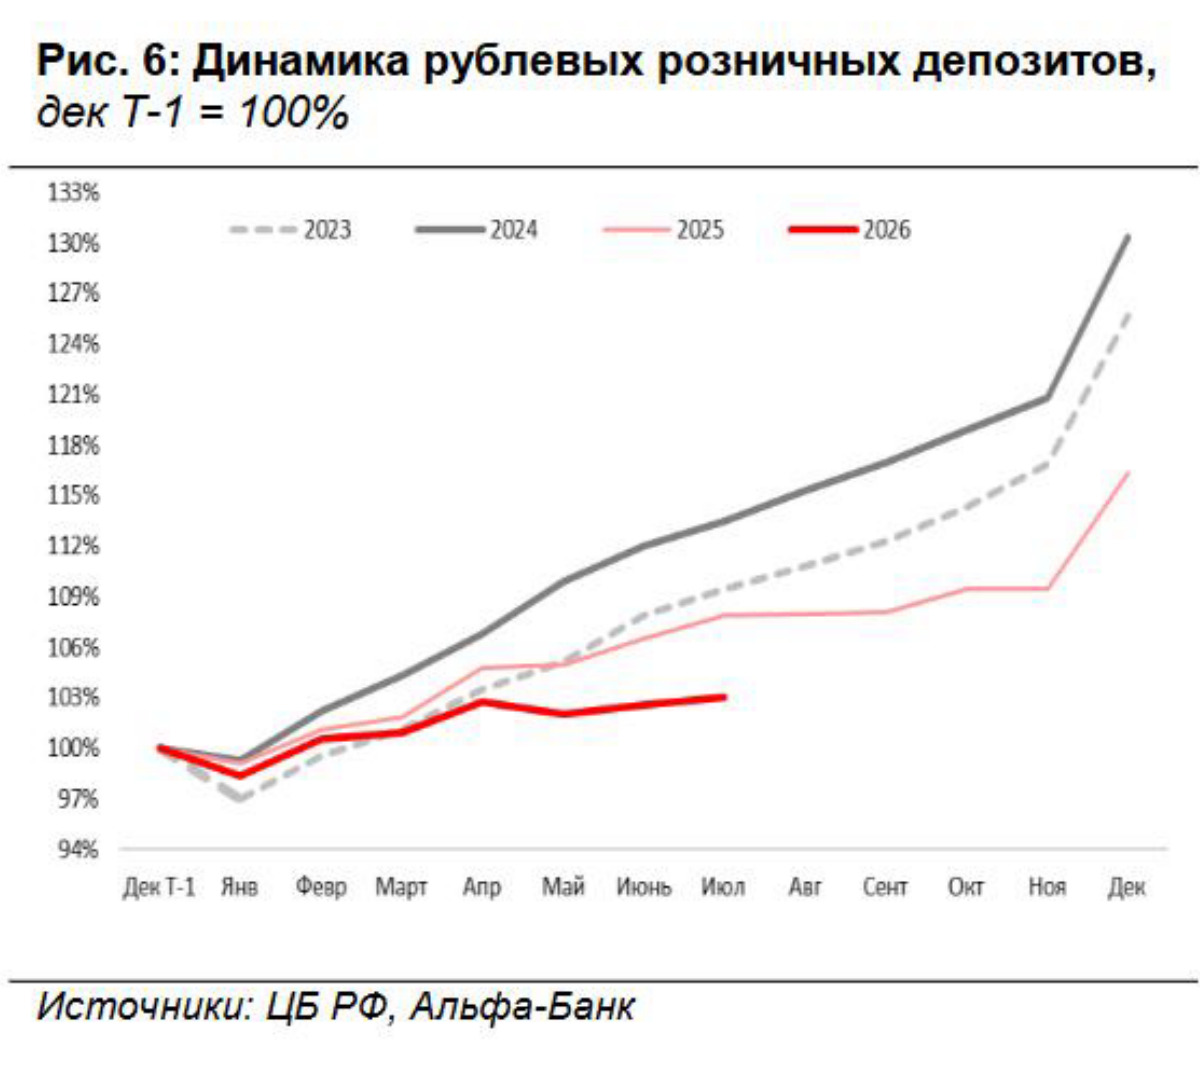 Рис. 6: Динамика рублевых розничных депозитов,
дек Т-1 = 100%
133%
2023 2024 2025 2026
130%
127%
124%
121%
118%
115%
112%
109%
106%
103%
100%
97%
94%
Дек Т-1 Янв Февр Март Апр Май Июнь Июл Авг Сент Окт Ноя Дек
Источники: ЦБ РФ, Альфа-Банк